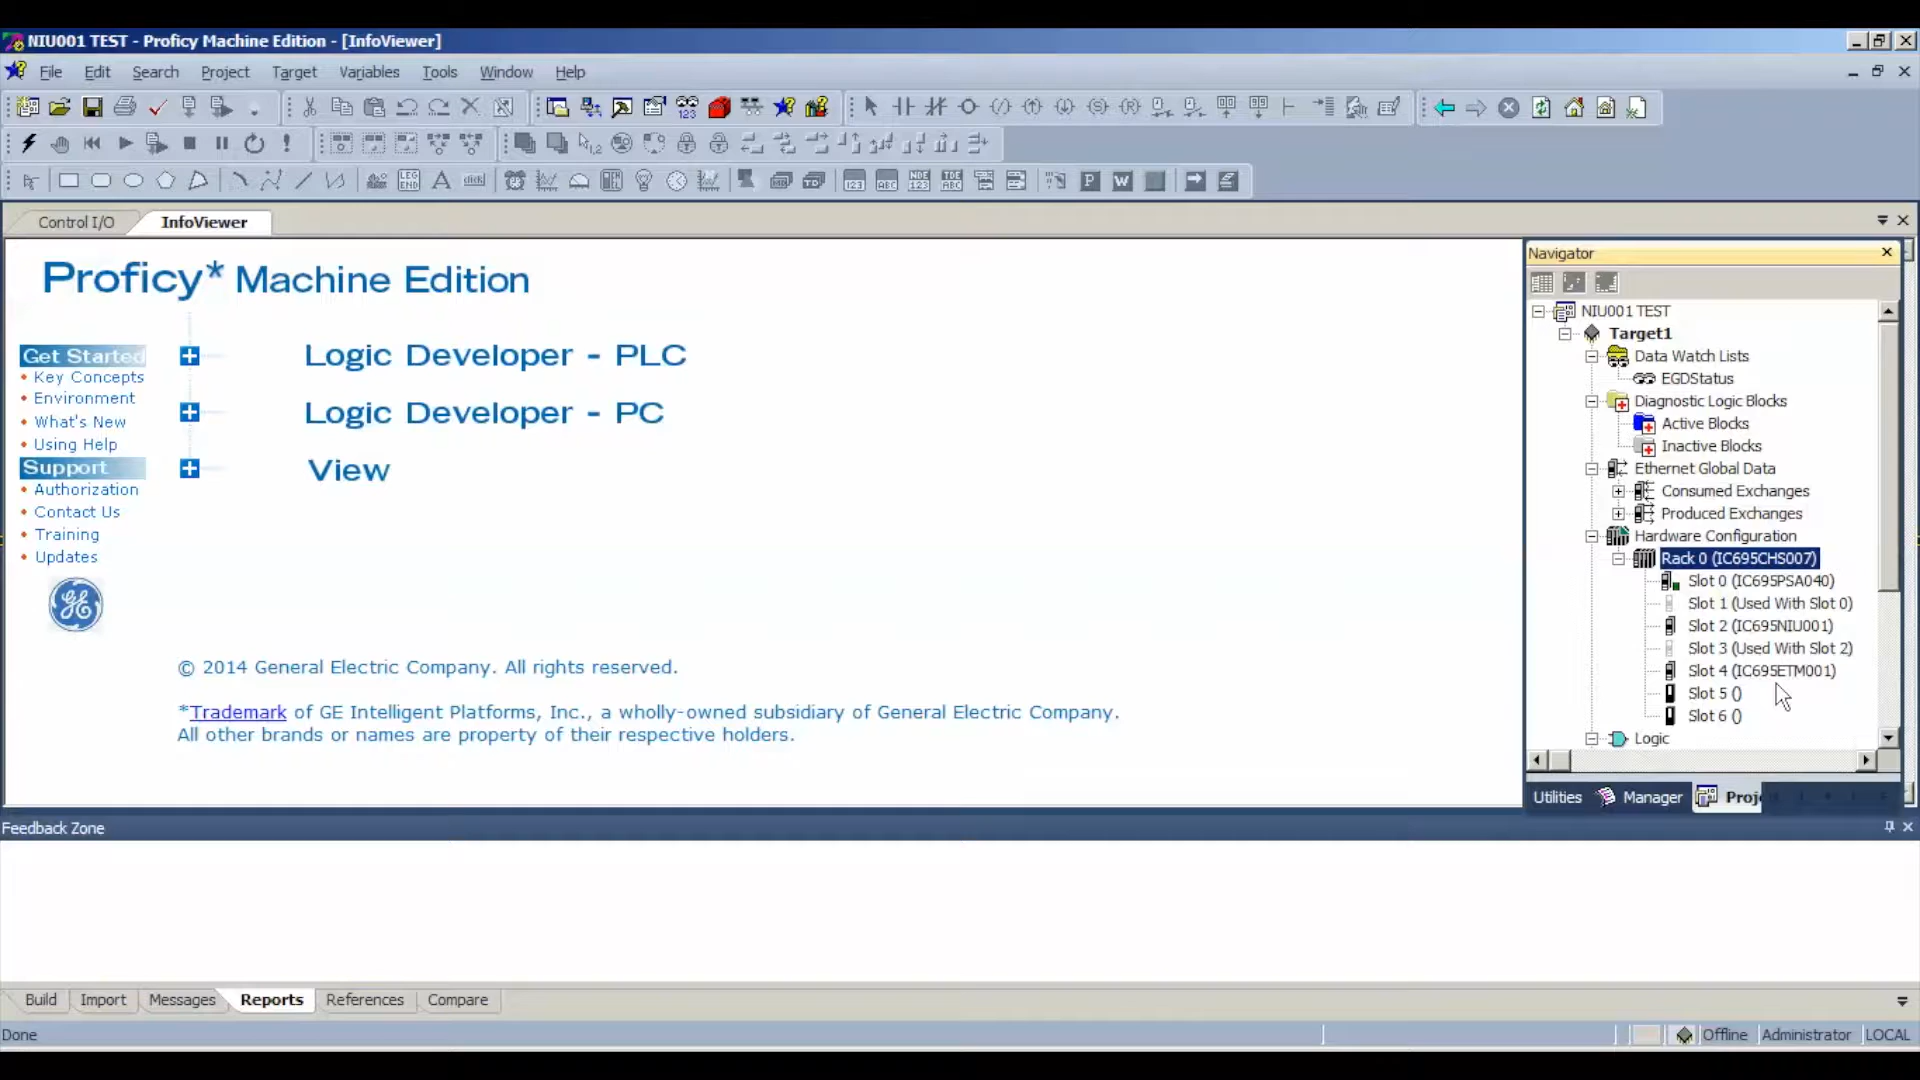 NIU001 TEST - Proficy Machine Edition - [InfoViewer]
File Edit Search Project Target Variables Tools Window Help
Control I/O InfoViewer
Proficy* Machine Edition
Get Started
Key Concepts
Environment
What's New
Using Help
Support
Authorization
Contact Us
Training
Updates
Logic Developer - PLC
Logic Developer - PC
View
© 2014 General Electric Company. All rights reserved.
*Trademark of GE Intelligent Platforms, Inc., a wholly-owned subsidiary of General Electric Company.
All other brands or names are property of their respective holders.
Navigator
NIU001 TEST
Target1
Data Watch Lists
EGDStatus
Diagnostic Logic Blocks
Active Blocks
Inactive Blocks
Ethernet Global Data
Consumed Exchanges
Produced Exchanges
Hardware Configuration
Rack 0 (IC695CHS007)
Slot 0 (IC695PSA040)
Slot 1 (Used With Slot 0)
Slot 2 (IC695NIU001)
Slot 3 (Used With Slot 2)
Slot 4 (IC695ETM001)
Slot 5 ()
Slot 6 ()
Logic
Utilities Manager Proj
Feedback Zone
Build Import Messages Reports References Compare
Done Offline Administrator LOCAL